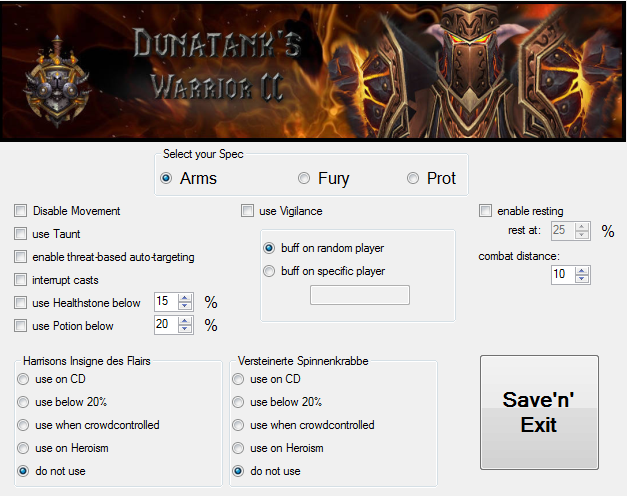 DUNATANK'S
WARRIOR II
Select your Spec
Arms
Fury
Prot
Disable Movement
use Taunt
enable threat-based auto-targeting
interrupt casts
use Healthstone below 15 %
use Potion below 20 %
use Vigilance
buff on random player
buff on specific player
enable resting
rest at: 25 %
combat distance:
10
Harrisons Insigne des Flairs
use on CD
use below 20%
use when crowdcontrolled
use on Heroism
do not use
Versteinerte Spinnenkrabbe
use on CD
use below 20%
use when crowdcontrolled
use on Heroism
do not use
Save'n'
Exit